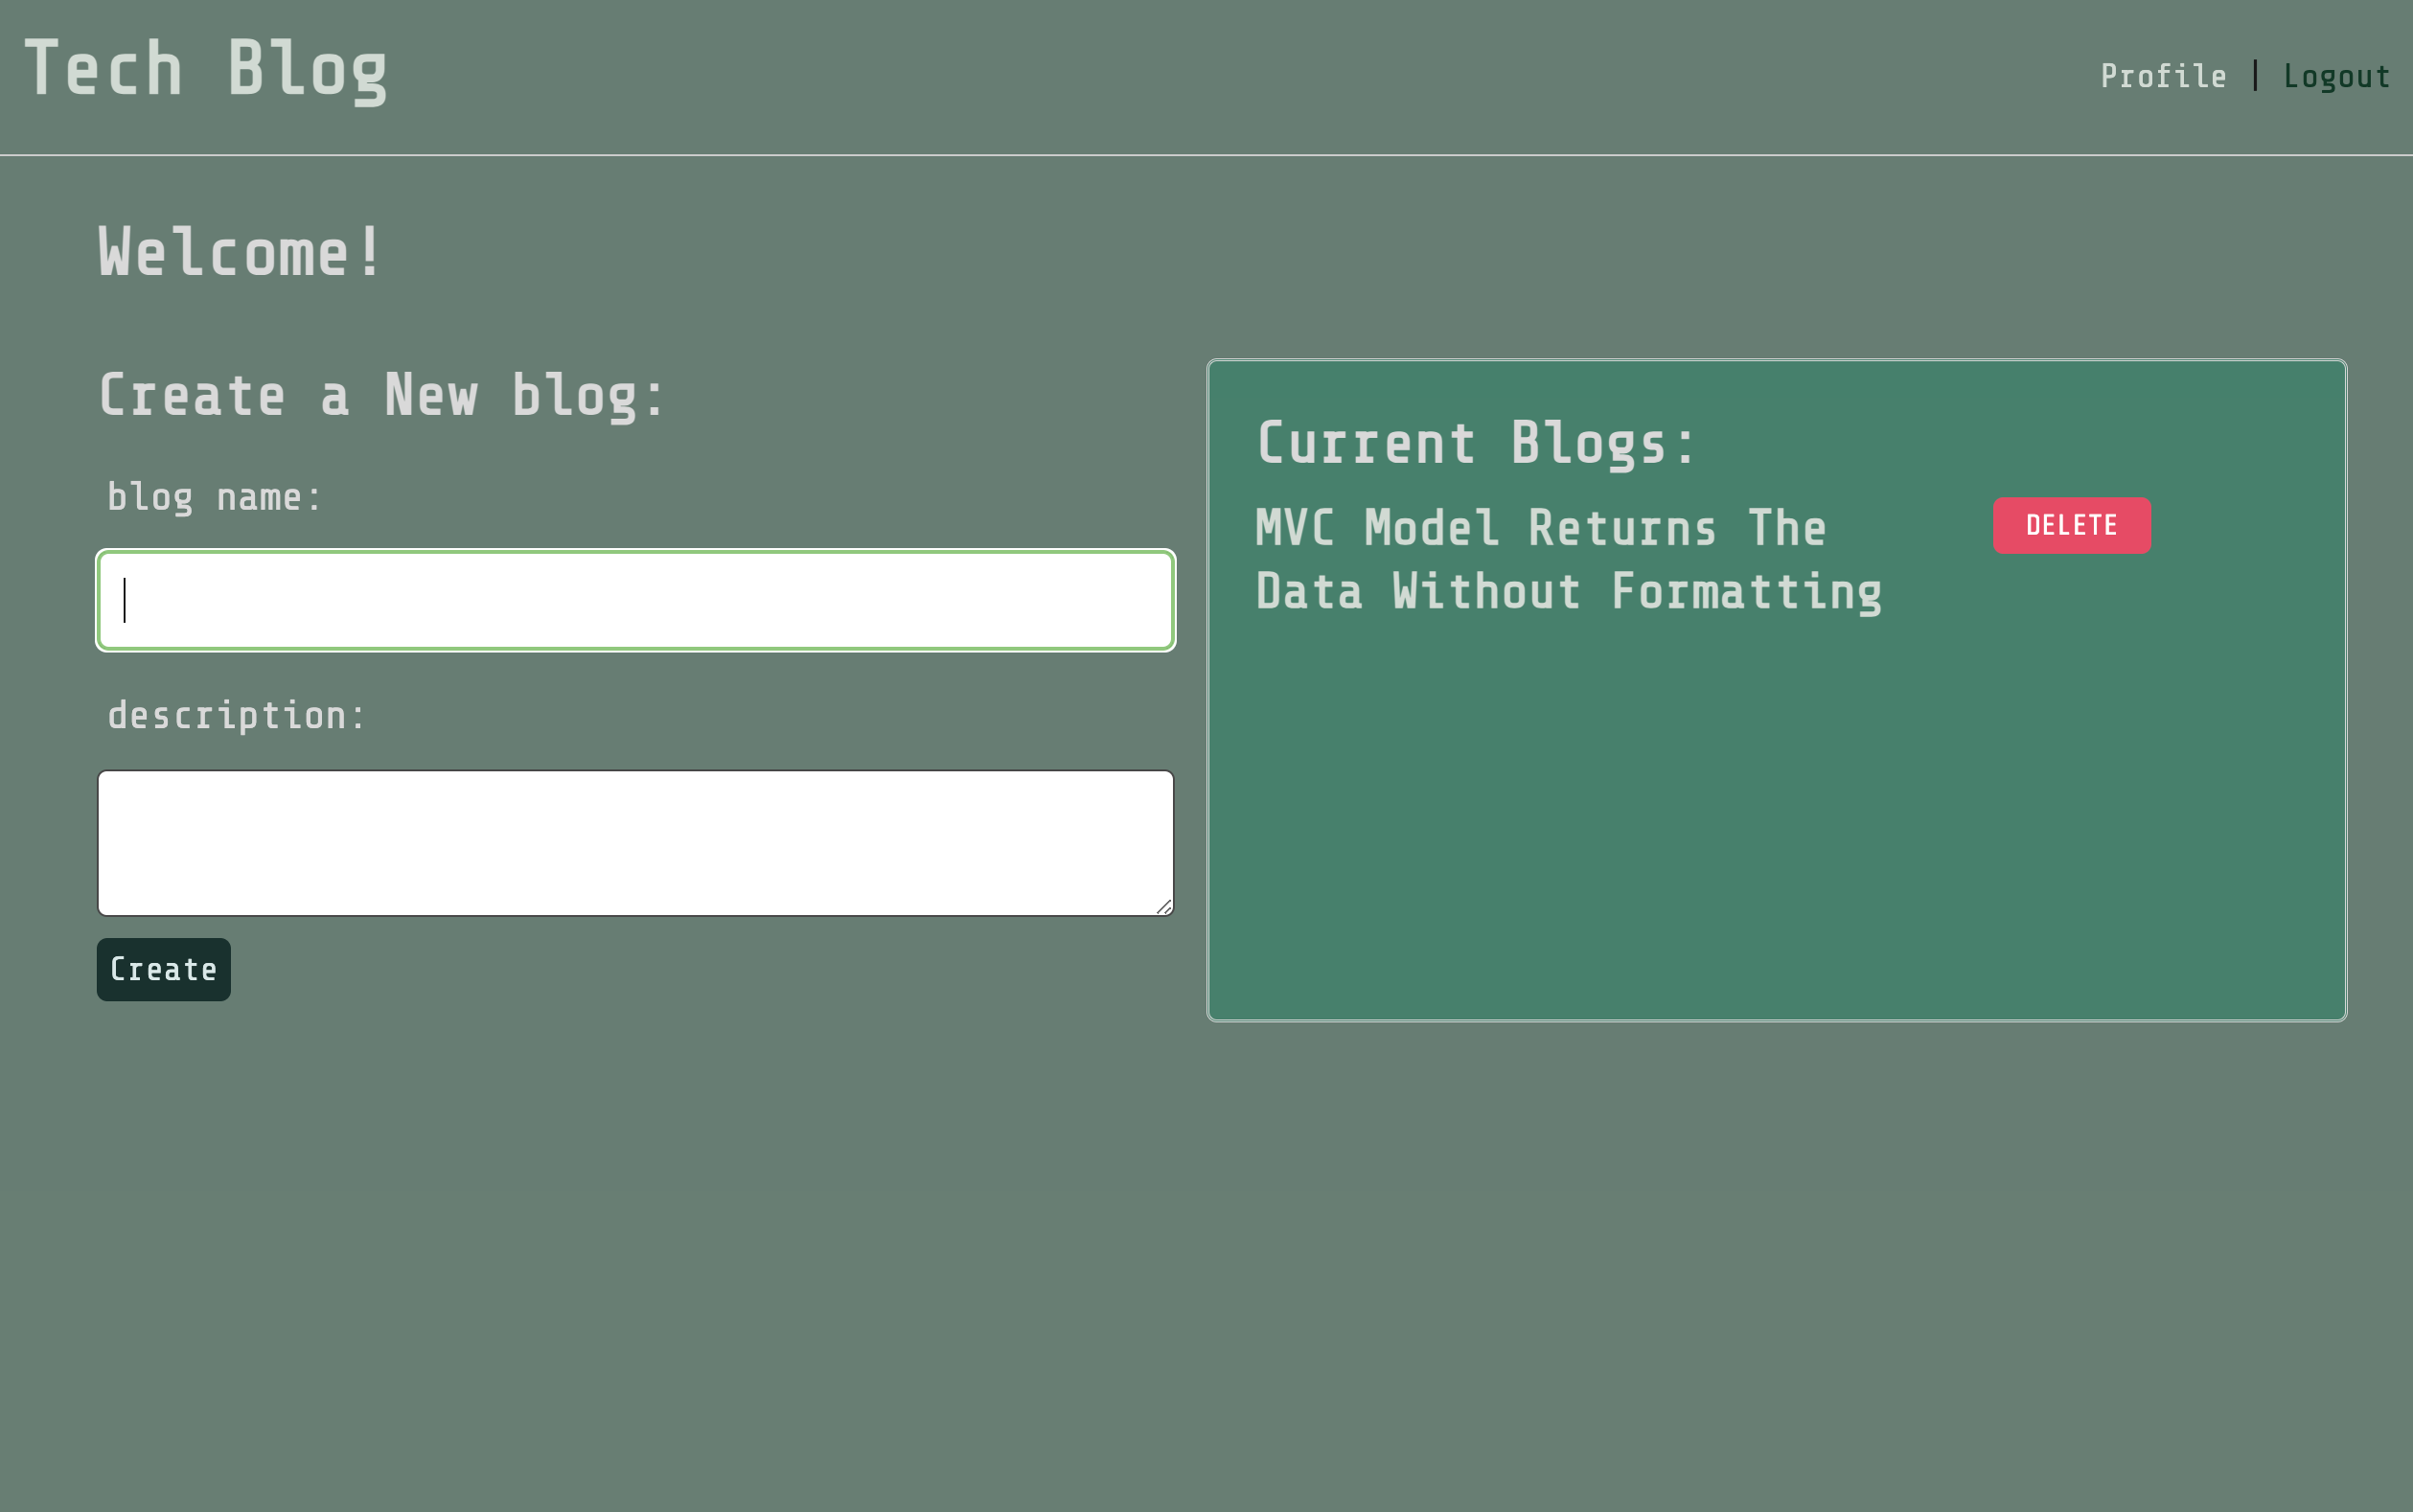 Tech Blog
Profile | Logout
Welcome!
Create a New blog:
blog name:
description:
Create
Current Blogs:
MVC Model Returns The
Data Without Formatting
DELETE